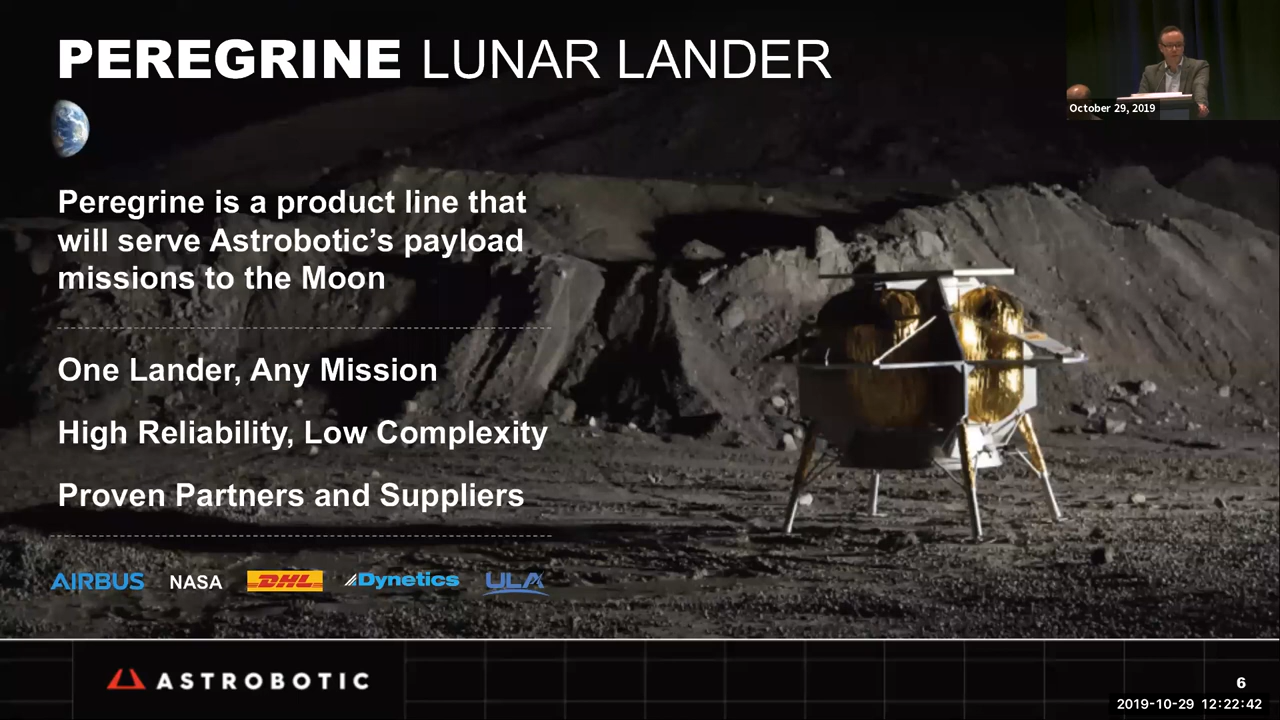 PEREGRINE LUNAR LANDER
October 29, 2019
Peregrine is a product line that
will serve Astrobotic’s payload
missions to the Moon
One Lander, Any Mission
High Reliability, Low Complexity
Proven Partners and Suppliers
AIRBUS NASA DHL Dynetics ULA
ASTROBOTIC
6
2019-10-29 12:22:42